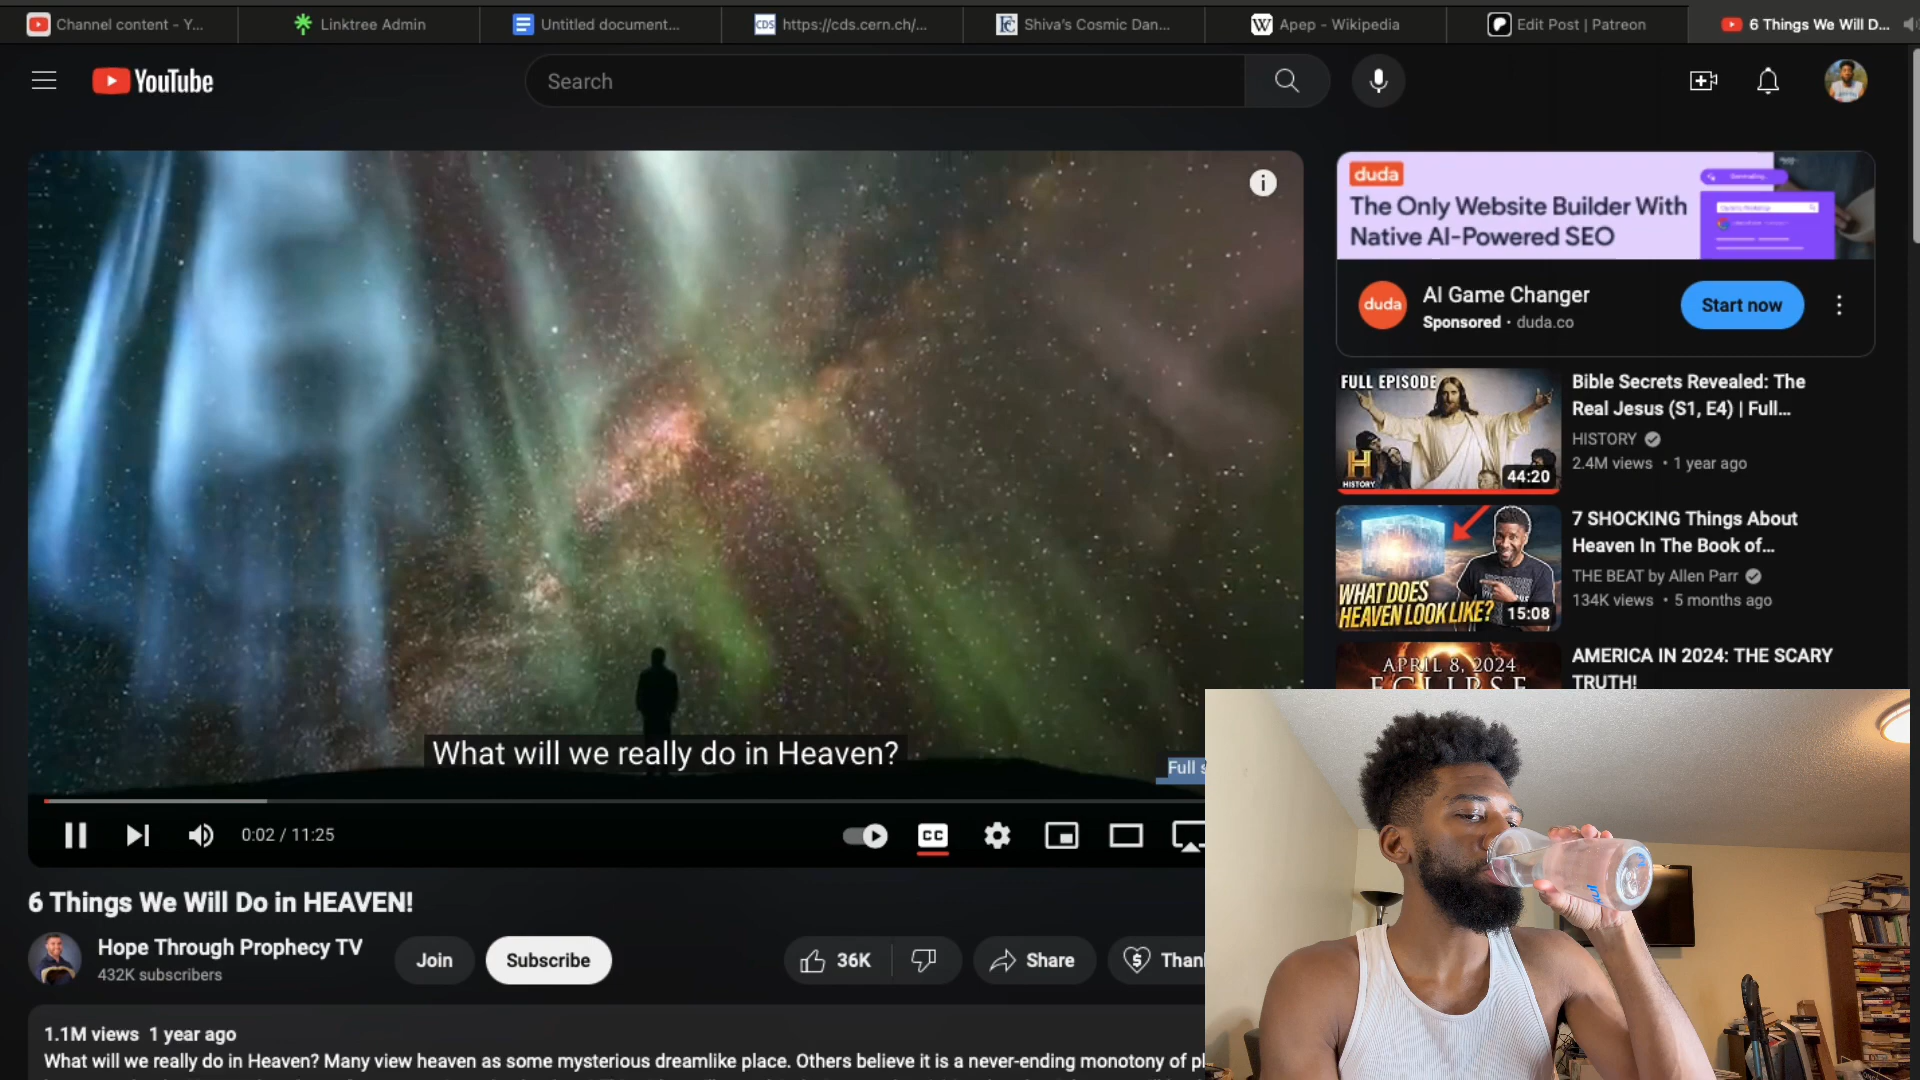 Channel content - Y...
Linktree Admin
Untitled document...
CDS
https://cds.cern.ch/...
Shiva's Cosmic Dan...
W
Apep - Wikipedia
Edit Post | Patreon
6 Things We Will D...
YouTube
Search
duda
The Only Website Builder With
Native AI-Powered SEO
duda
AI Game Changer
Sponsored · duda.co
Start now
FULL EPISODE
H
HISTORY
44:20
Bible Secrets Revealed: The
Real Jesus (S1, E4) | Full...
HISTORY
2.4M views · 1 year ago
WHAT DOES
HEAVEN LOOK LIKE?
15:08
7 SHOCKING Things About
Heaven In The Book of...
THE BEAT by Allen Parr
134K views · 5 months ago
APRIL 8, 2024
ECLIPSE
AMERICA IN 2024: THE SCARY
TRUTH!
What will we really do in Heaven?
Full
0:02 / 11:25
CC
6 Things We Will Do in HEAVEN!
Hope Through Prophecy TV
432K subscribers
Join
Subscribe
36K
Share
Than
1.1M views 1 year ago
What will we really do in Heaven? Many view heaven as some mysterious dreamlike place. Others believe it is a never-ending monotony of pl